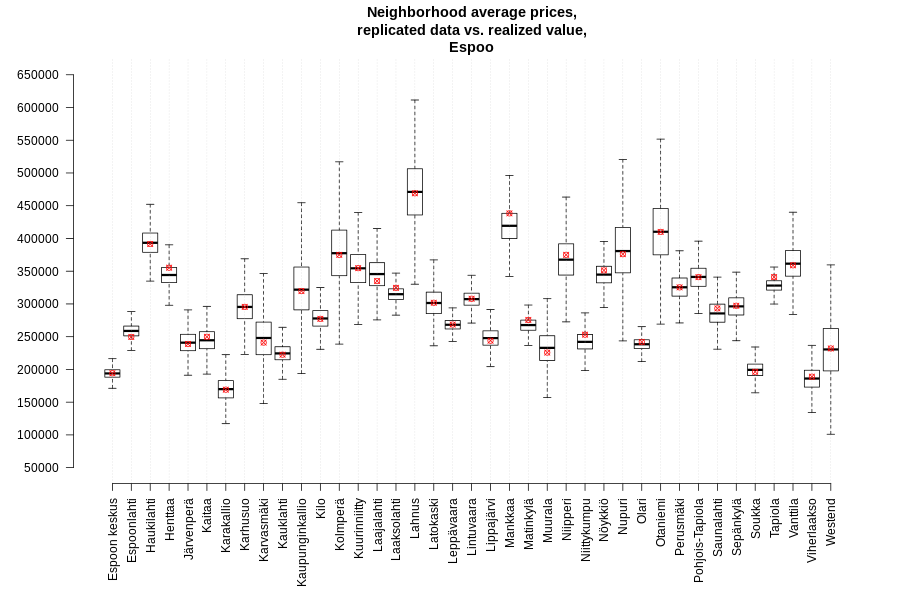 Neighborhood average prices,
replicated data vs. realized value,
Espoo
650000
600000
550000
500000
450000
400000
350000
300000
250000
200000
150000
100000
50000
Espoon keskus
Espoonlahti
Haukilahti
Henttaa
Järvenperä
Kaitaa
Karakallio
Karhusuo
Karvasmäki
Kauklahti
Kaupunginkallio
Kilo
Kolmperä
Kuurinniitty
Laajalahti
Laaksolahti
Lahnus
Latokaski
Leppävaara
Lintuvaara
Lippajärvi
Mankkaa
Matinkylä
Muurala
Niipperi
Niittykumpu
Nöykkiö
Nupuri
Olari
Otaniemi
Perusmäki
Pohjois-Tapiola
Saunalahti
Sepänkylä
Soukka
Tapiola
Vanttila
Viherlaakso
Westend